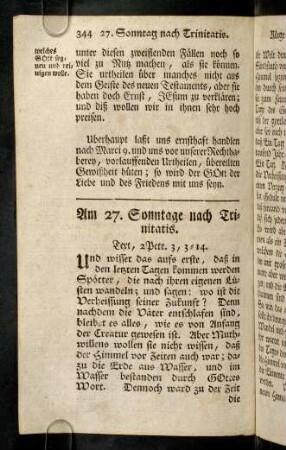 344 27. Sonntag nach Trinitatis.
welches
GOtt seg-
nen und rei-
nigen wolle.
unter diesen zweiflenden Fällen noch so
viel zu Nutz machen, als sie können.
Sie urtheilen über manches nicht aus
dem Geiste des neuen Testaments, aber sie
haben doch Ernst, JEsum zu verklären;
und diß wollen wir in ihnen sehr hoch
preisen.
Uberhaupt laßt uns ernsthaft handlen
nach Marci 9. und uns vor unserer Rechtha-
berey, vorlauffenden Urtheilen, übereilten
Gewißheit hüten; so wird der GOtt der
Liebe und des Friedens mit uns seyn.
Am 27. Sonntage nach Tri-
nitatis.
Text, 2 Petr. 3, 3-14.
Und wisset das aufs erste, daß in
den letzten Tagen kommen werden
Spötter, die nach ihren eigenen Lü-
sten wandeln; und sagen: wo ist die
Verheissung seiner Zukunft? Denn
nachdem die Väter entschlafen sind,
bleibet es alles, wie es von Anfang
der Creatur gewesen ist. Aber Muth-
willens wollen sie nicht wissen, daß
der Himmel vor Zeiten auch war; da-
zu die Erde aus Wasser, und im
Wasser bestanden durch GOttes
Wort. Dennoch ward zu der Zeit
die